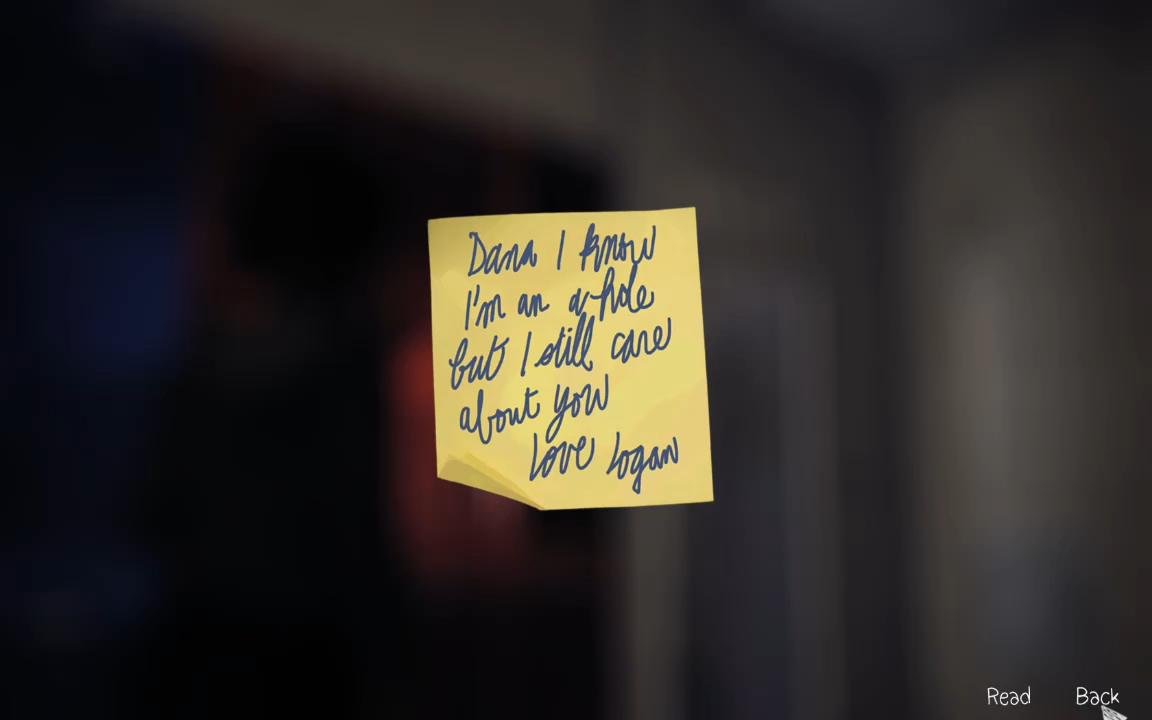 Dana I know
I'm an a-hole
but I still care
about you
Love Logan
Read Back